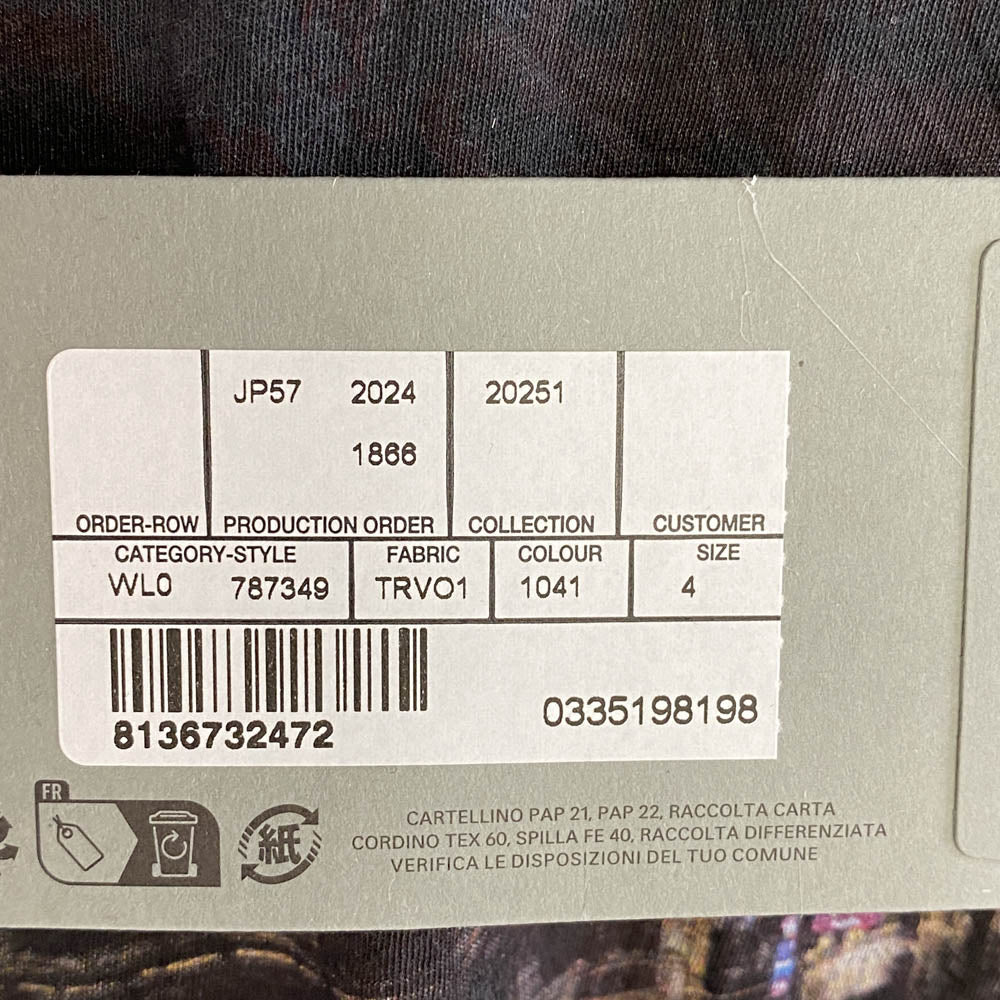 JP57 2024 20251
1866
ORDER-ROW PRODUCTION ORDER COLLECTION CUSTOMER
CATEGORY-STYLE FABRIC COLOUR SIZE
WL0 787349 TRVO1 1041 4
8136732472
0335198198
FR
紙
CARTELLINO PAP 21, PAP 22, RACCOLTA CARTA
CORDINO TEX 60, SPILLA FE 40, RACCOLTA DIFFERENZIATA
VERIFICA LE DISPOSIZIONI DEL TUO COMUNE